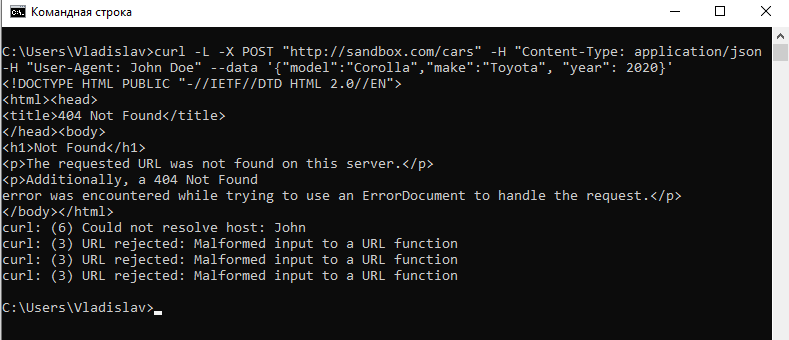 Командная строка
C:\Users\Vladislav>curl -L -X POST "http://sandbox.com/cars" -H "Content-Type: application/json
-H "User-Agent: John Doe" --data '{"model":"Corolla","make":"Toyota", "year": 2020}'
<!DOCTYPE HTML PUBLIC "-//IETF//DTD HTML 2.0//EN">
<html><head>
<title>404 Not Found</title>
</head><body>
<h1>Not Found</h1>
<p>The requested URL was not found on this server.</p>
<p>Additionally, a 404 Not Found
error was encountered while trying to use an ErrorDocument to handle the request.</p>
</body></html>
curl: (6) Could not resolve host: John
curl: (3) URL rejected: Malformed input to a URL function
curl: (3) URL rejected: Malformed input to a URL function
curl: (3) URL rejected: Malformed input to a URL function
C:\Users\Vladislav>